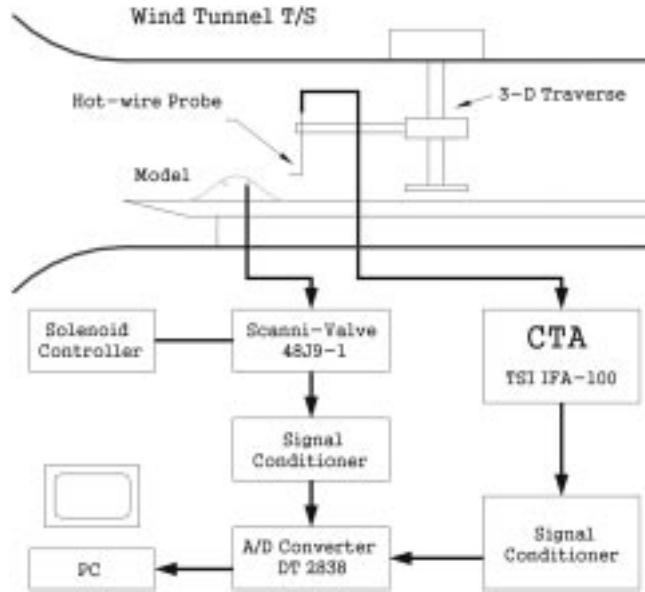 Wind Tunnel T/S
Hot-wire Probe
3-D Traverse
Model
Solenoid
Controller
Scanni-Valve
48J9-1
CTA
TSI IFA-100
Signal
Conditioner
Signal
Conditioner
A/D Converter
DT 2838
PC